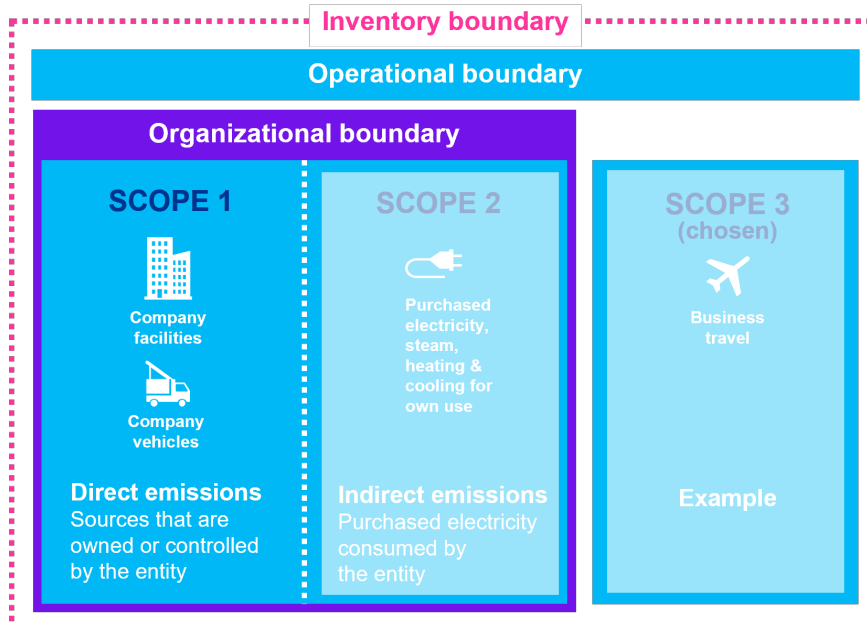 Inventory boundary
Operational boundary
Organizational boundary
SCOPE 1
Company
facilities
Company
vehicles
Direct emissions
Sources that are
owned or controlled
by the entity
SCOPE 2
Purchased
electricity,
steam,
heating &
cooling for
own use
Indirect emissions
Purchased electricity
consumed by
the entity
SCOPE 3
(chosen)
Business
travel
Example